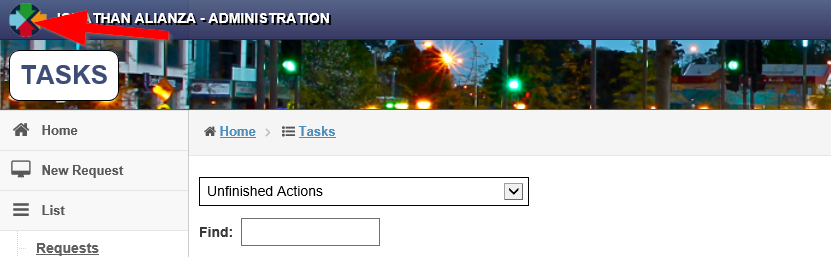 ALIANZA - ADMINISTRATION
TASKS
Home
New Request
List
Requests
Home > Tasks
Unfinished Actions
Find: